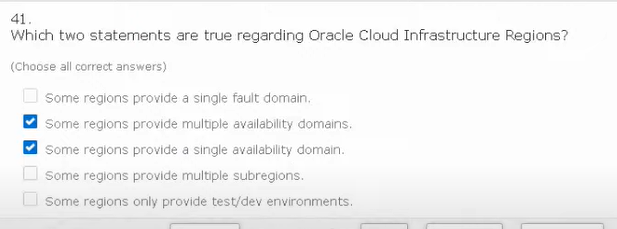 41.
Which two statements are true regarding Oracle Cloud Infrastructure Regions?
(Choose all correct answers)
Some regions provide a single fault domain.
Some regions provide multiple availability domains.
Some regions provide a single availability domain.
Some regions provide multiple subregions.
Some regions only provide test/dev environments.